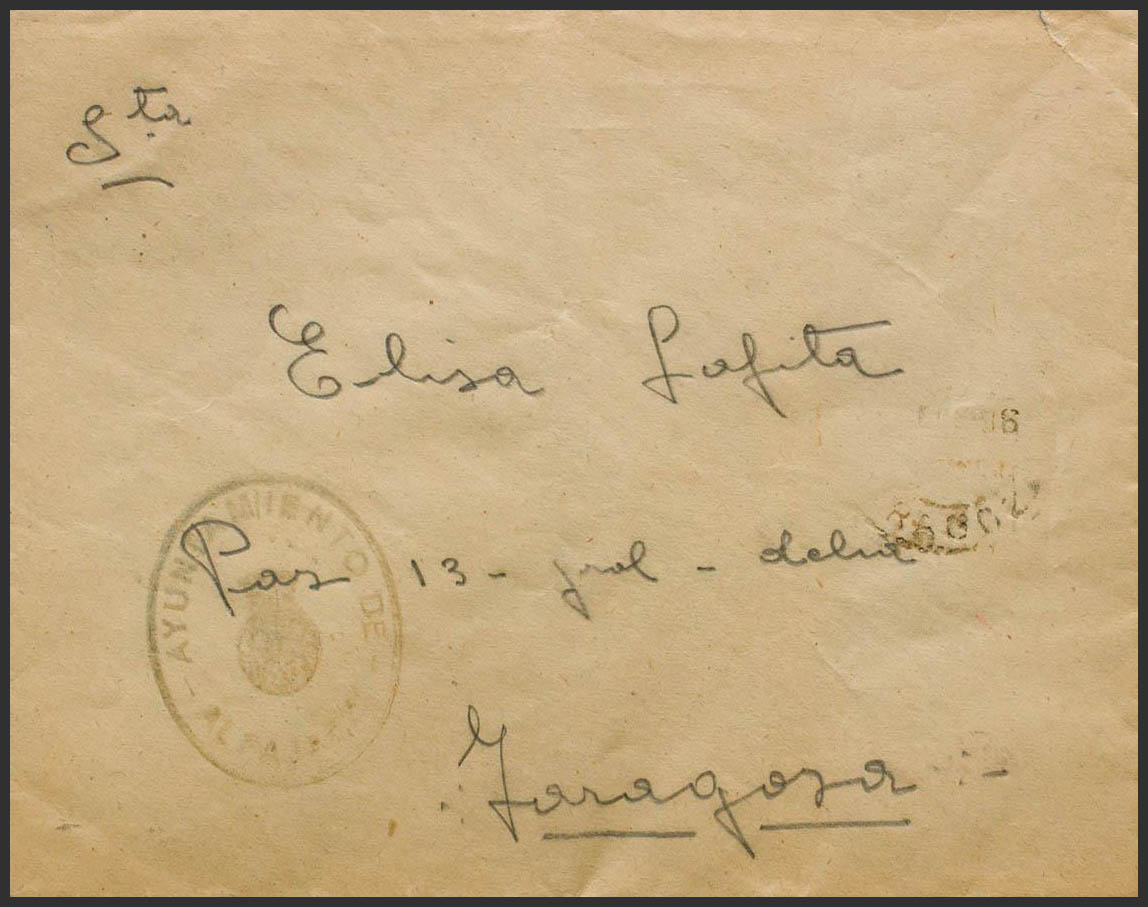 Sta
Elisa Lafita
Paz 13 - pral - dcha
Zaragoza
AYUNTAMIENTO DE